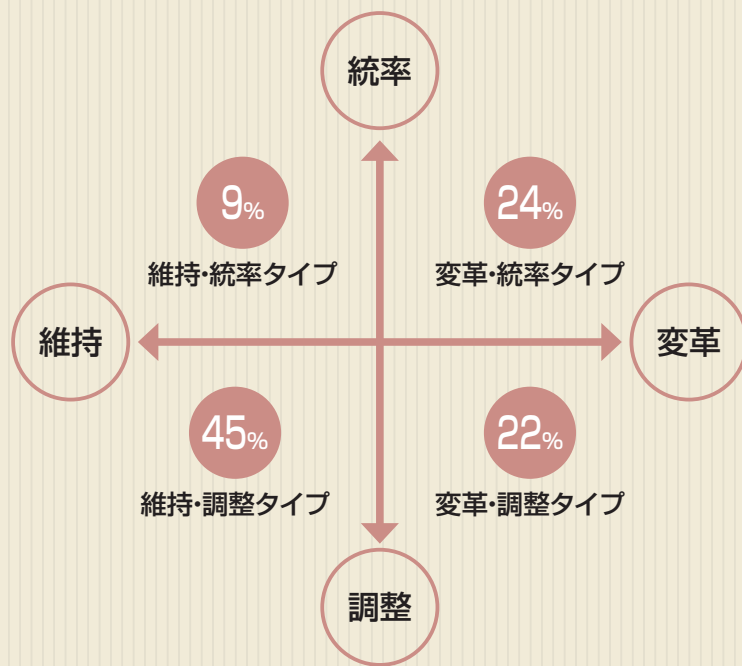 統率
9%
24%
維持・統率タイプ
変革・統率タイプ
維持
変革
45%
22%
維持・調整タイプ
変革・調整タイプ
調整